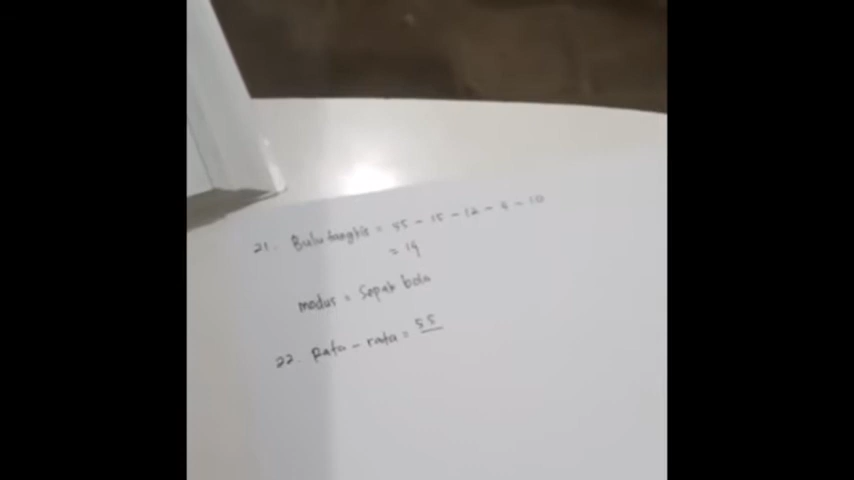 21. Bulu tangkis = 55 - 15 - 12 - 4 - 10
= 14
modus = Sepak bola
22. Rata - rata = 55